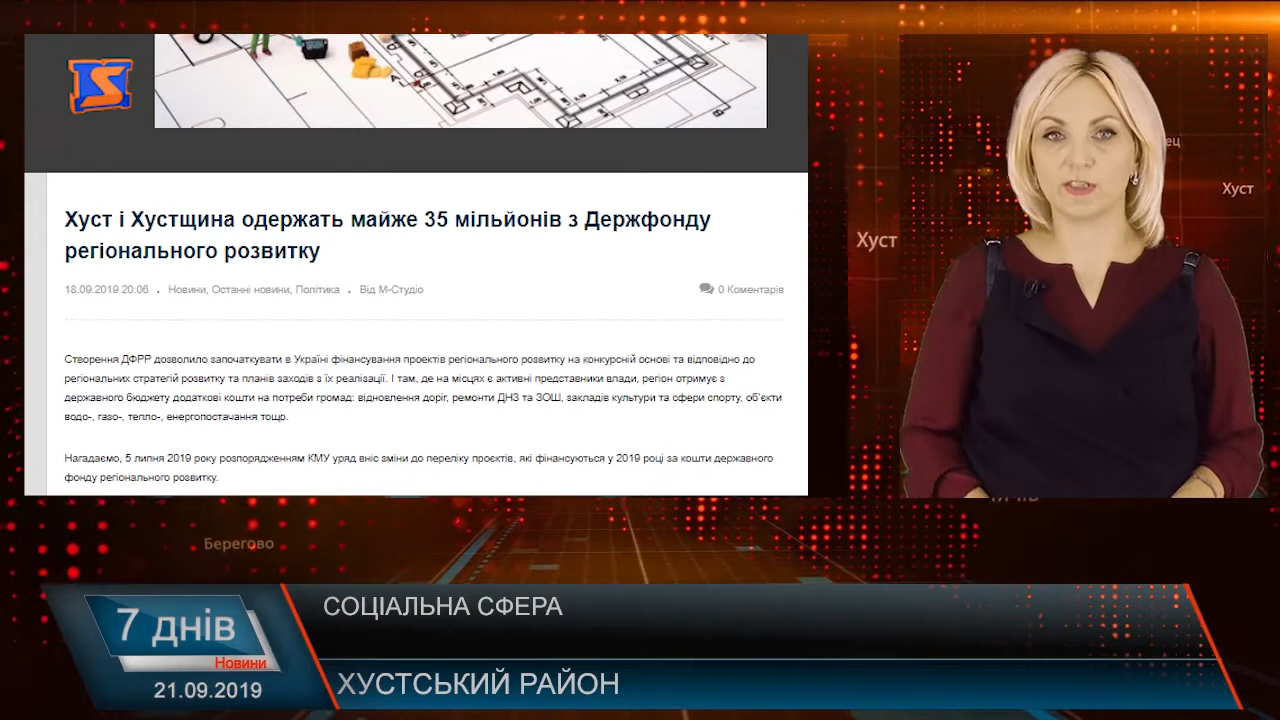 Хуст і Хустщина одержать майже 35 мільйонів з Держфонду
регіонального розвитку
18.09.2019 20:06 . Новини, Останні новини, Політика . Від М-Студіо
0 Коментарів
Створення ДФРР дозволило започаткувати в Україні фінансування проектів регіонального розвитку на конкурсній основі та відповідно до
регіональних стратегій розвитку та планів заходів з їх реалізації. І там, де на місцях є активні представники влади, регіон отримує з
державного бюджету додаткові кошти на потреби громад: відновлення доріг, ремонти ДНЗ та ЗОШ, закладів культури та сфери спорту, об'єкти
водо-, газо-, тепло-, енергопостачання тощо.
Нагадаємо, 5 липня 2019 року розпорядженням КМУ уряд вніс зміни до переліку проєктів, які фінансуються у 2019 році за кошти державного
фонду регіонального розвитку.
Хуст
Хуст
Берегово
7 днів
Новини
21.09.2019
СОЦІАЛЬНА СФЕРА
ХУСТСЬКИЙ РАЙОН